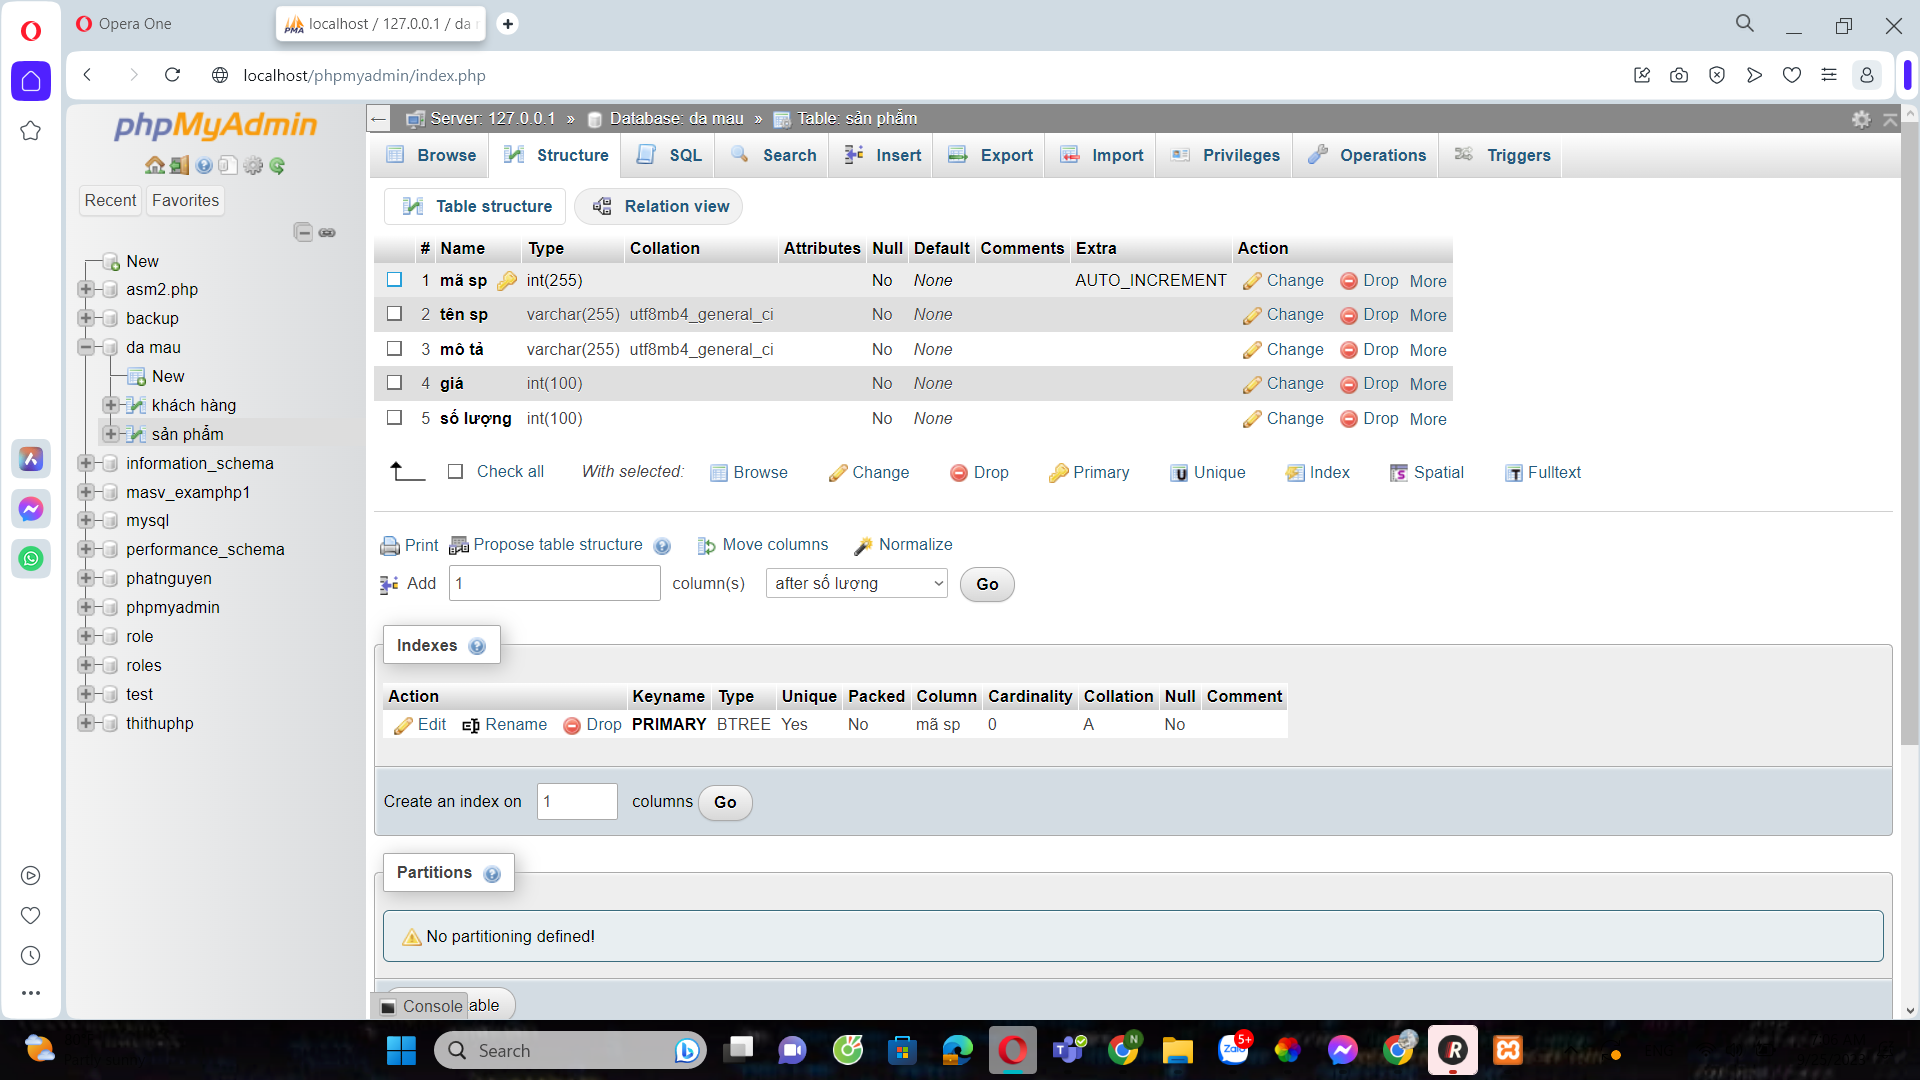 Opera One
localhost / 127.0.0.1 / da
localhost/phpmyadmin/index.php
phpMyAdmin
Recent Favorites
New
asm2.php
backup
da mau
New
khách hàng
sản phẩm
information_schema
masv_examphp1
mysql
performance_schema
phatnguyen
phpmyadmin
role
roles
test
thithuphp
Server: 127.0.0.1 » Database: da mau » Table: sản phẩm
Browse Structure SQL Search Insert Export Import Privileges Operations Triggers
Table structure Relation view
# Name Type Collation Attributes Null Default Comments Extra Action
1 mã sp int(255) No None AUTO_INCREMENT Change Drop More
2 tên sp varchar(255) utf8mb4_general_ci No None Change Drop More
3 mô tả varchar(255) utf8mb4_general_ci No None Change Drop More
4 giá int(100) No None Change Drop More
5 số lượng int(100) No None Change Drop More
Check all With selected: Browse Change Drop Primary Unique Index Spatial Fulltext
Print Propose table structure Move columns Normalize
Add 1 column(s) after số lượng Go
Indexes
Action Keyname Type Unique Packed Column Cardinality Collation Null Comment
Edit Rename Drop PRIMARY BTREE Yes No mã sp 0 A No
Create an index on 1 columns Go
Partitions
No partitioning defined!
Console able
Search
Zalo
5+
N